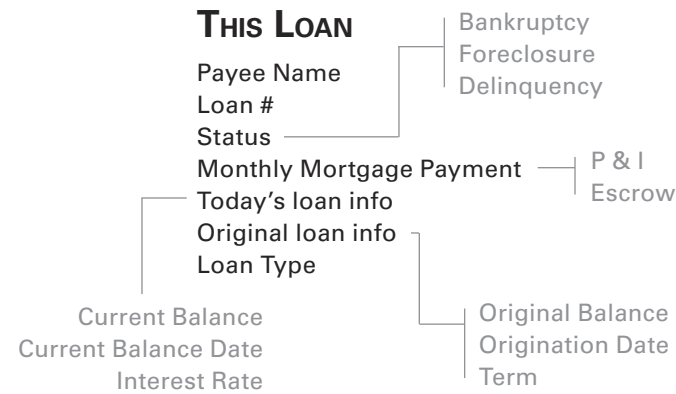 THIS LOAN
Payee Name
Loan #
Status
Monthly Mortgage Payment
Today's loan info
Original loan info
Loan Type
Bankruptcy
Foreclosure
Delinquency
P & I
Escrow
Current Balance
Current Balance Date
Interest Rate
Original Balance
Origination Date
Term